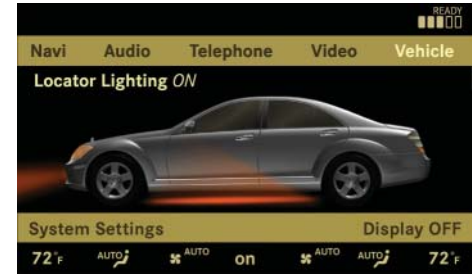 READY
Navi Audio Telephone Video Vehicle
Locator Lighting ON
System Settings Display OFF
72°F AUTO AUTO on AUTO AUTO 72°F